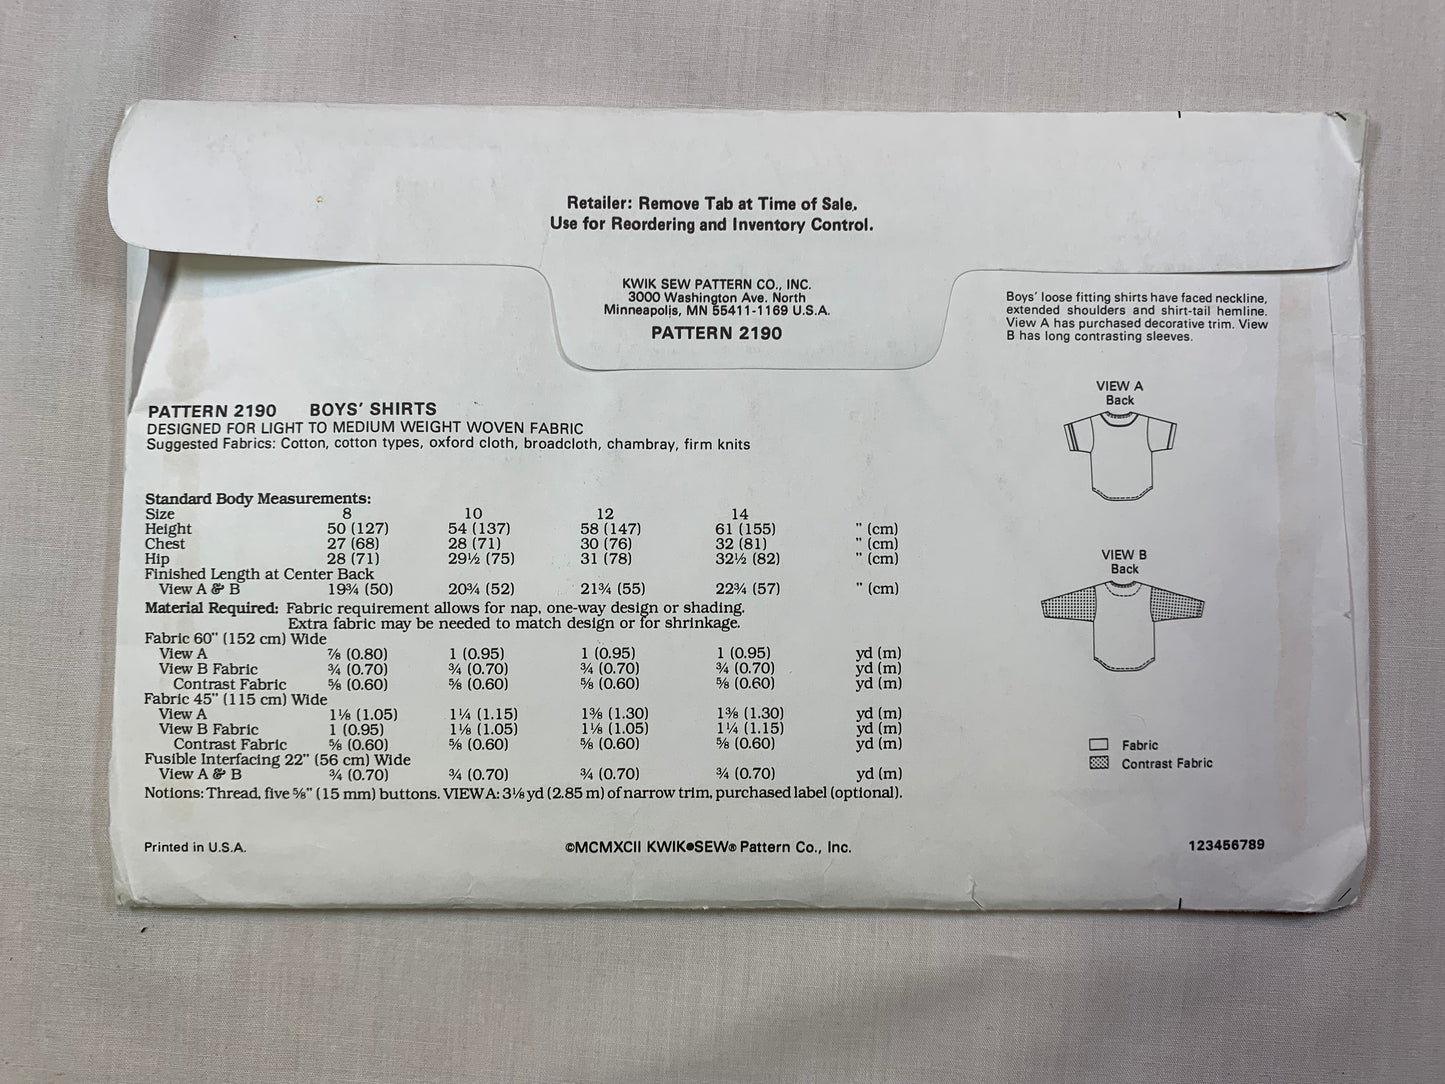 Retailer: Remove Tab at Time of Sale.
Use for Reordering and Inventory Control.
KWIK SEW PATTERN CO., INC.
3000 Washington Ave. North
Minneapolis, MN 55411-1169 U.S.A.
PATTERN 2190
Boys' loose fitting shirts have faced neckline,
extended shoulders and shirt-tail hemline.
View A has purchased decorative trim. View
B has long contrasting sleeves.
VIEW A
Back
VIEW B
Back
Fabric
Contrast Fabric
PATTERN 2190 BOYS' SHIRTS
DESIGNED FOR LIGHT TO MEDIUM WEIGHT WOVEN FABRIC
Suggested Fabrics: Cotton, cotton types, oxford cloth, broadcloth, chambray, firm knits
Standard Body Measurements:
Size 8 10 12 14
Height 50 (127) 54 (137) 58 (147) 61 (155) " (cm)
Chest 27 (68) 28 (71) 30 (76) 32 (81) " (cm)
Hip 28 (71) 29½ (75) 31 (78) 32½ (82) " (cm)
Finished Length at Center Back
View A & B 19¾ (50) 20¾ (52) 21¾ (55) 22¾ (57) " (cm)
Material Required: Fabric requirement allows for nap, one-way design or shading.
Extra fabric may be needed to match design or for shrinkage.
Fabric 60" (152 cm) Wide
View A ⅞ (0.80) 1 (0.95) 1 (0.95) 1 (0.95) yd (m)
View B Fabric ¾ (0.70) ¾ (0.70) ¾ (0.70) ¾ (0.70) yd (m)
Contrast Fabric ⅝ (0.60) ⅝ (0.60) ⅝ (0.60) ⅝ (0.60) yd (m)
Fabric 45" (115 cm) Wide
View A 1⅛ (1.05) 1¼ (1.15) 1⅜ (1.30) 1⅜ (1.30) yd (m)
View B Fabric 1 (0.95) 1⅛ (1.05) 1⅛ (1.05) 1¼ (1.15) yd (m)
Contrast Fabric ⅝ (0.60) ⅝ (0.60) ⅝ (0.60) ⅝ (0.60) yd (m)
Fusible Interfacing 22" (56 cm) Wide
View A & B ¾ (0.70) ¾ (0.70) ¾ (0.70) ¾ (0.70) yd (m)
Notions: Thread, five ⅝" (15 mm) buttons. VIEW A: 3⅛ yd (2.85 m) of narrow trim, purchased label (optional).
Printed in U.S.A. ©MCMXCII KWIK•SEW® Pattern Co., Inc. 123456789